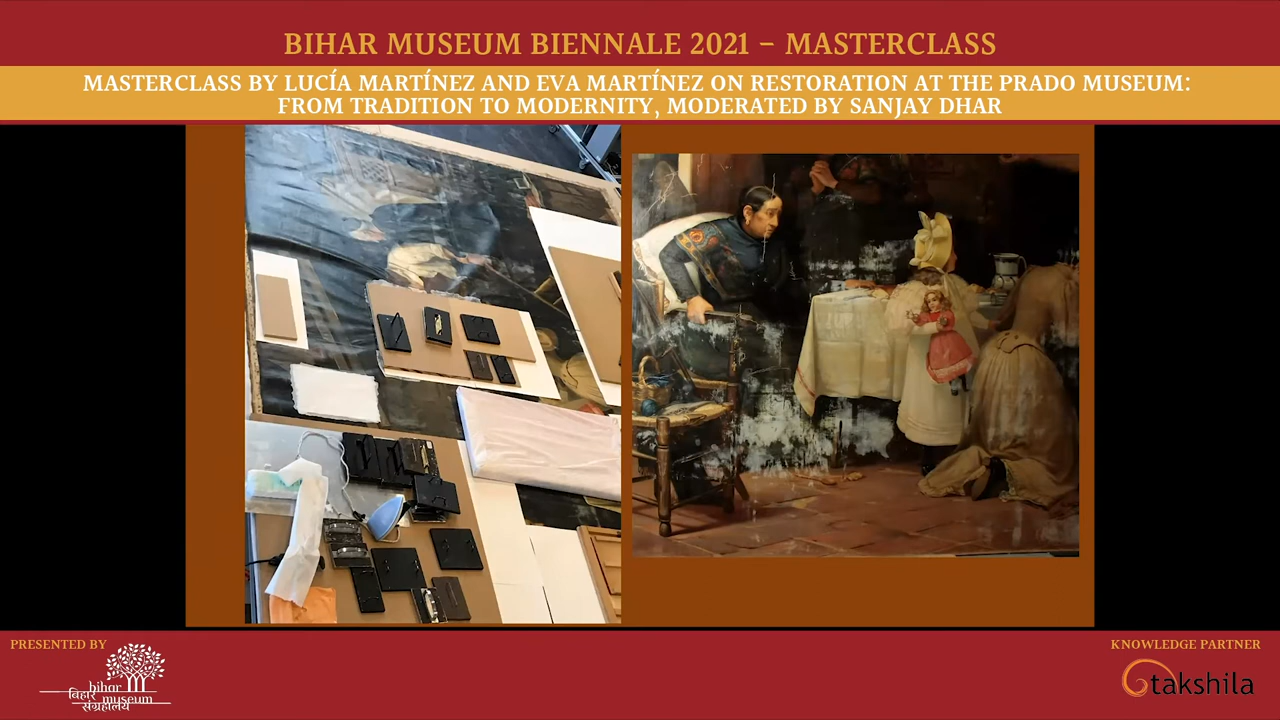 BIHAR MUSEUM BIENNALE 2021 – MASTERCLASS
MASTERCLASS BY LUCÍA MARTÍNEZ AND EVA MARTÍNEZ ON RESTORATION AT THE PRADO MUSEUM:
FROM TRADITION TO MODERNITY, MODERATED BY SANJAY DHAR
PRESENTED BY
bihar
बिहार museum
संग्रहालय
KNOWLEDGE PARTNER
takshila